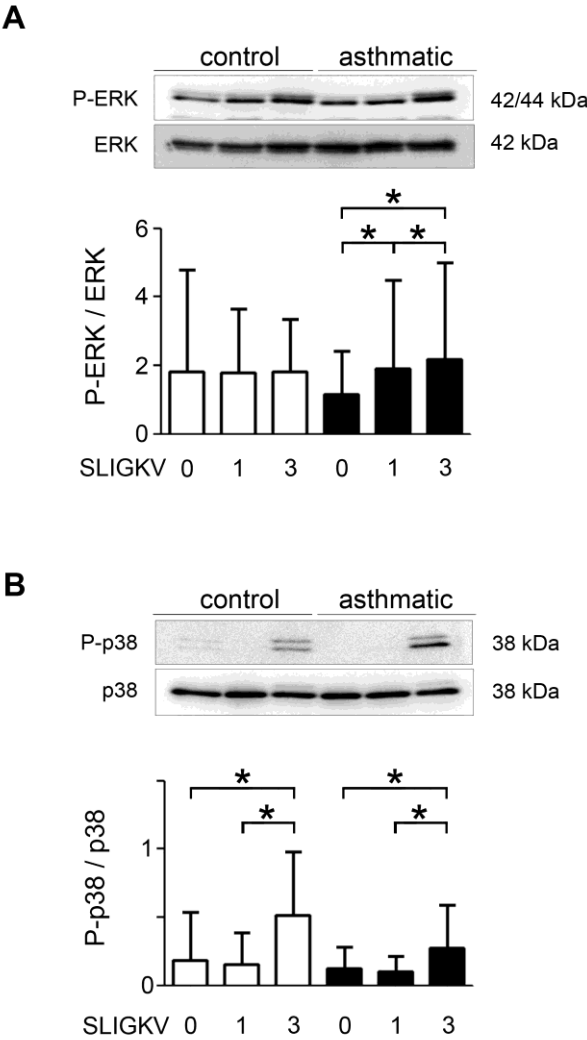 A
control asthmatic
P-ERK 42/44 kDa
ERK 42 kDa
* 
* *
6
4
2
0
P-ERK / ERK
SLIGKV 0 1 3 0 1 3
B
control asthmatic
P-p38 38 kDa
p38 38 kDa
* *
* *
1
0
P-p38 / p38
SLIGKV 0 1 3 0 1 3